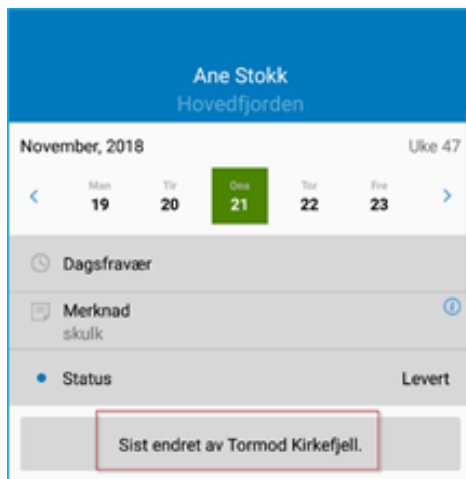 Ane Stokk
Hovedfjorden
November, 2018 Uke 47
Man Tir Ons Tor Fre
< 19 20 21 22 23 >
Dagsfravær
Merknad
skulk
Status Levert
Sist endret av Tormod Kirkefjell.